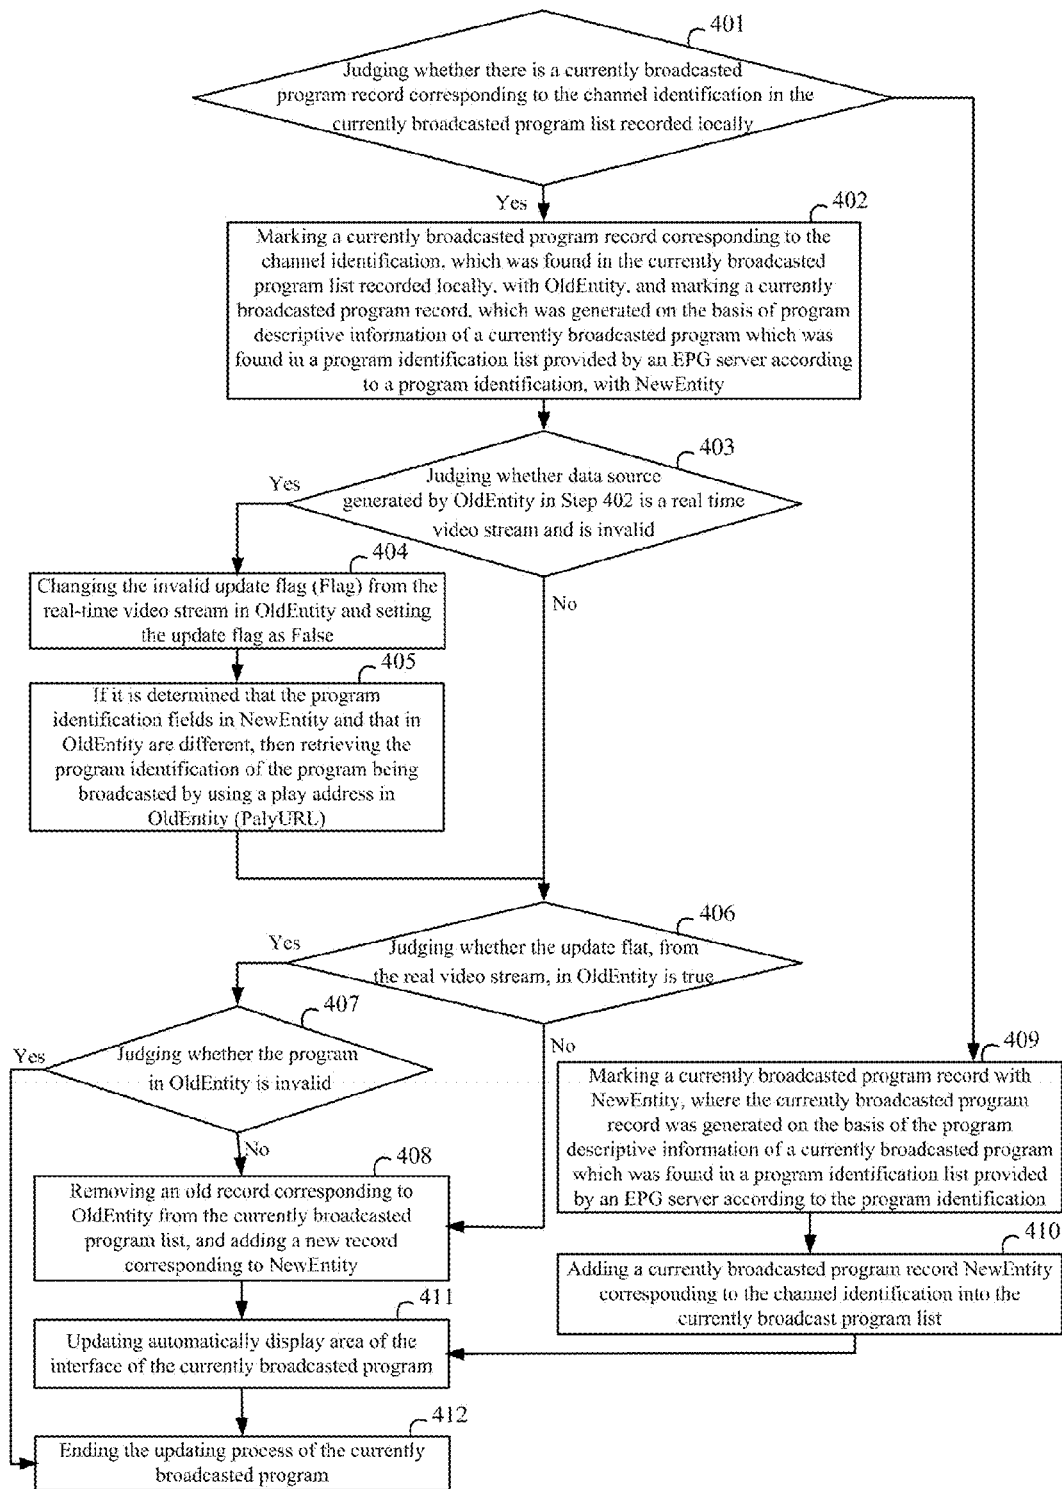 401
Judging whether there is a currently broadcasted
program record corresponding to the channel identification in the
currently broadcasted program list recorded locally
Yes
402
Marking a currently broadcasted program record corresponding to the
channel identification, which was found in the currently broadcasted
program list recorded locally, with OldEntity, and marking a currently
broadcasted program record, which was generated on the basis of program
descriptive information of a currently broadcasted program which was
found in a program identification list provided by an EPG server according
to a program identification, with NewEntity
403
Judging whether data source
generated by OldEntity in Step 402 is a real time
video stream and is invalid
Yes
No
404
Changing the invalid update flag (Flag) from the
real-time video stream in OldEntity and setting
the update flag as False
405
If it is determined that the program
identification fields in NewEntity and that in
OldEntity are different, then retrieving the
program identification of the program being
broadcasted by using a play address in
OldEntity (PalyURL)
406
Judging whether the update flat, from
the real video stream, in OldEntity is true
Yes
No
407
Judging whether the program
in OldEntity is invalid
Yes
No
408
Removing an old record corresponding to
OldEntity from the currently broadcasted
program list, and adding a new record
corresponding to NewEntity
409
Marking a currently broadcasted program record with
NewEntity, where the currently broadcasted program
record was generated on the basis of the program
descriptive information of a currently broadcasted program
which was found in a program identification list provided
by an EPG server according to the program identification
410
Adding a currently broadcasted program record NewEntity
corresponding to the channel identification into the
currently broadcast program list
411
Updating automatically display area of the
interface of the currently broadcasted program
412
Ending the updating process of the currently
broadcasted program